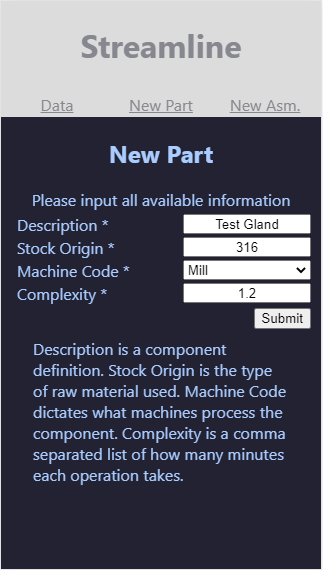 Streamline
Data New Part New Asm.
New Part
Please input all available information
Description * Test Gland
Stock Origin * 316
Machine Code * Mill
Complexity * 1.2
Submit
Description is a component
definition. Stock Origin is the type
of raw material used. Machine Code
dictates what machines process the
component. Complexity is a comma
separated list of how many minutes
each operation takes.